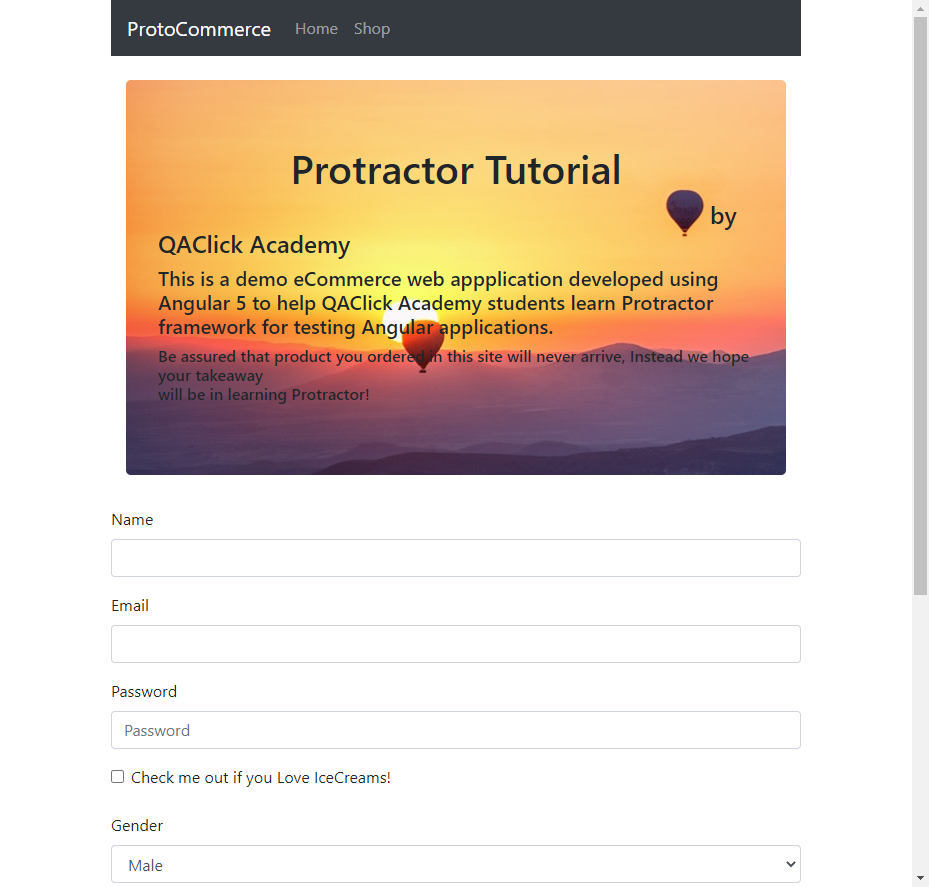 ProtoCommerce Home Shop
Protractor Tutorial
by
QAClick Academy
This is a demo eCommerce web appplication developed using
Angular 5 to help QAClick Academy students learn Protractor
framework for testing Angular applications.
Be assured that product you ordered in this site will never arrive, Instead we hope
your takeaway
will be in learning Protractor!
Name
Email
Password
Password
Check me out if you Love IceCreams!
Gender
Male